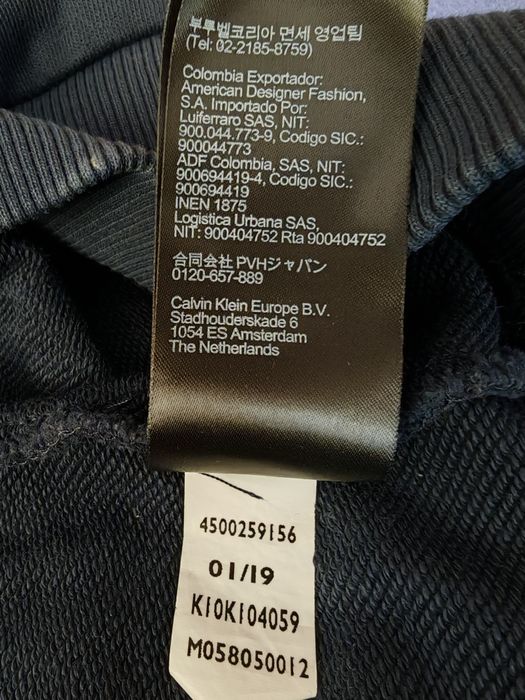 부루벨코리아 면세 영업팀
(Tel: 02-2185-8759)
Colombia Exportador:
American Designer Fashion,
S.A. Importado Por:
Luiferraro SAS, NIT:
900.044.773-9, Codigo SIC.:
900044773
ADF Colombia, SAS, NIT:
900694419-4, Codigo SIC.:
900694419
INEN 1875
Logistica Urbana SAS,
NIT: 900404752 Rta 900404752
合同会社 PVHジャパン
0120-657-889
Calvin Klein Europe B.V.
Stadhouderskade 6
1054 ES Amsterdam
The Netherlands
4500259156
01/19
K10K104059
M058050012